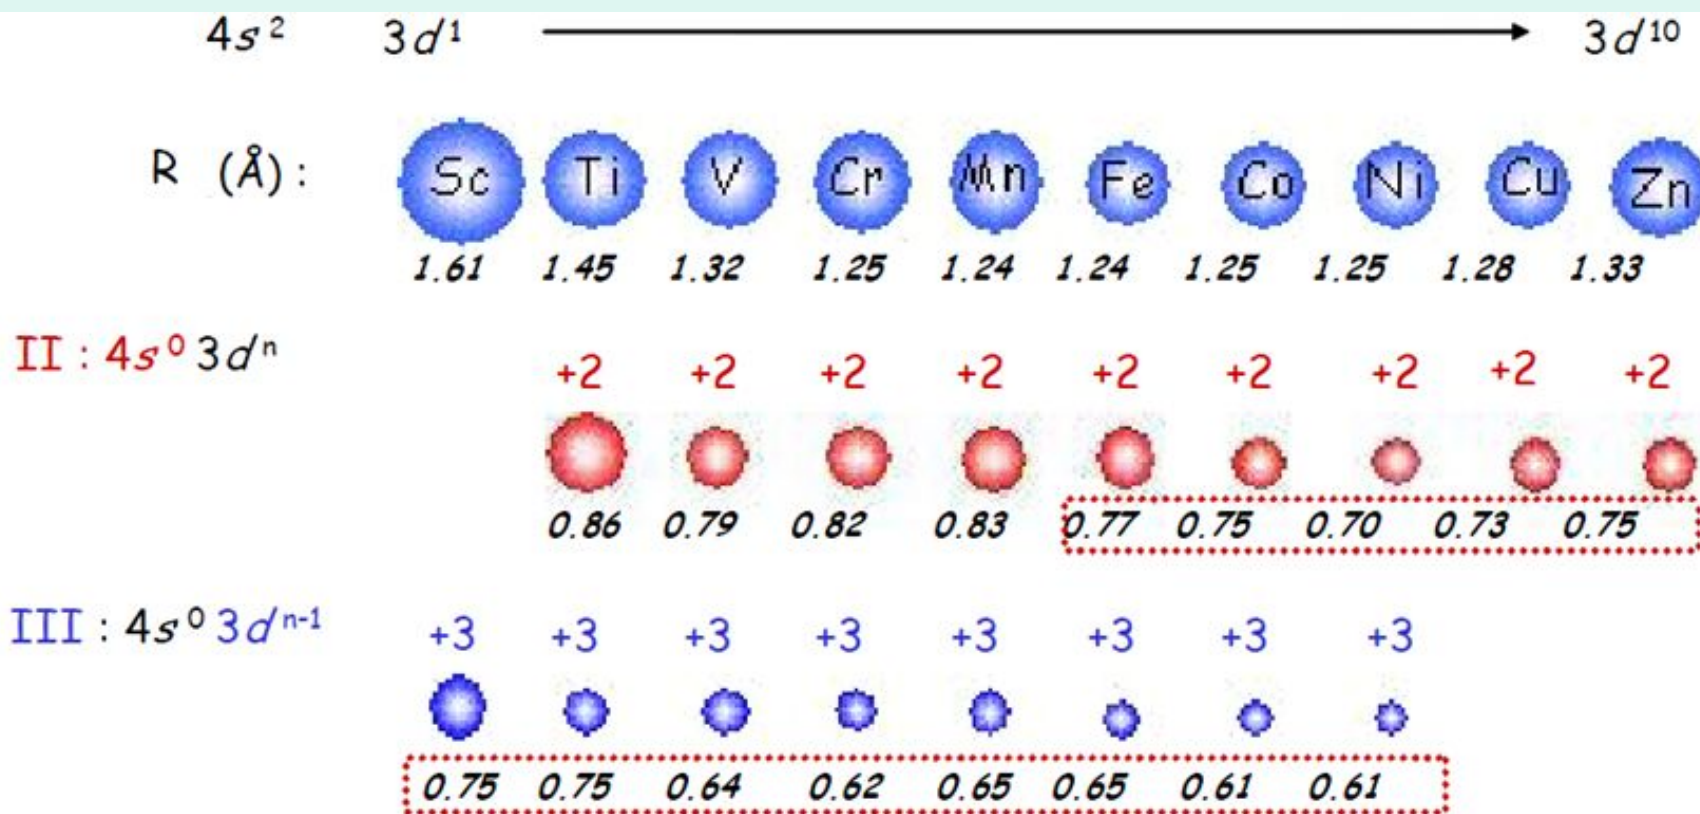 4s² 3d¹ 3d¹⁰
R (Å) : Sc Ti V Cr Mn Fe Co Ni Cu Zn
1.61 1.45 1.32 1.25 1.24 1.24 1.25 1.25 1.28 1.33
II : 4s⁰ 3dⁿ
+2 +2 +2 +2 +2 +2 +2 +2 +2
0.86 0.79 0.82 0.83 0.77 0.75 0.70 0.73 0.75
III : 4s⁰ 3dⁿ⁻¹ +3 +3 +3 +3 +3 +3 +3 +3
0.75 0.75 0.64 0.62 0.65 0.65 0.61 0.61